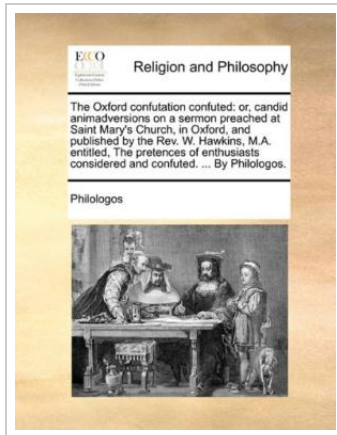 ECCO
Religion and Philosophy
The Oxford confutation confuted: or, candid
animadversions on a sermon preached at
Saint Mary's Church, in Oxford, and
published by the Rev. W. Hawkins, M.A.
entitled, The pretences of enthusiasts
considered and confuted. ... By Philologos.
Philologos